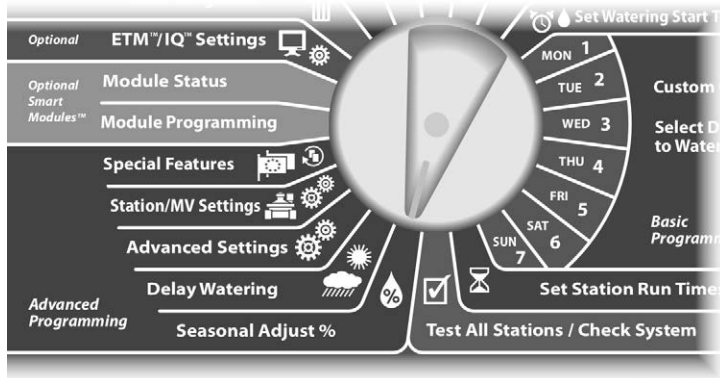 Set Watering Start T
Optional
ETM™/IQ™ Settings
Optional
Smart
Modules™
Module Status
Module Programming
Special Features
Station/MV Settings
Advanced Settings
Delay Watering
Advanced
Programming
Seasonal Adjust %
%
MON 1
TUE 2
WED 3
THU 4
FRI 5
SAT 6
SUN 7
Custom
Select D
to Water
Basic
Programm
Set Station Run Time
Test All Stations / Check System